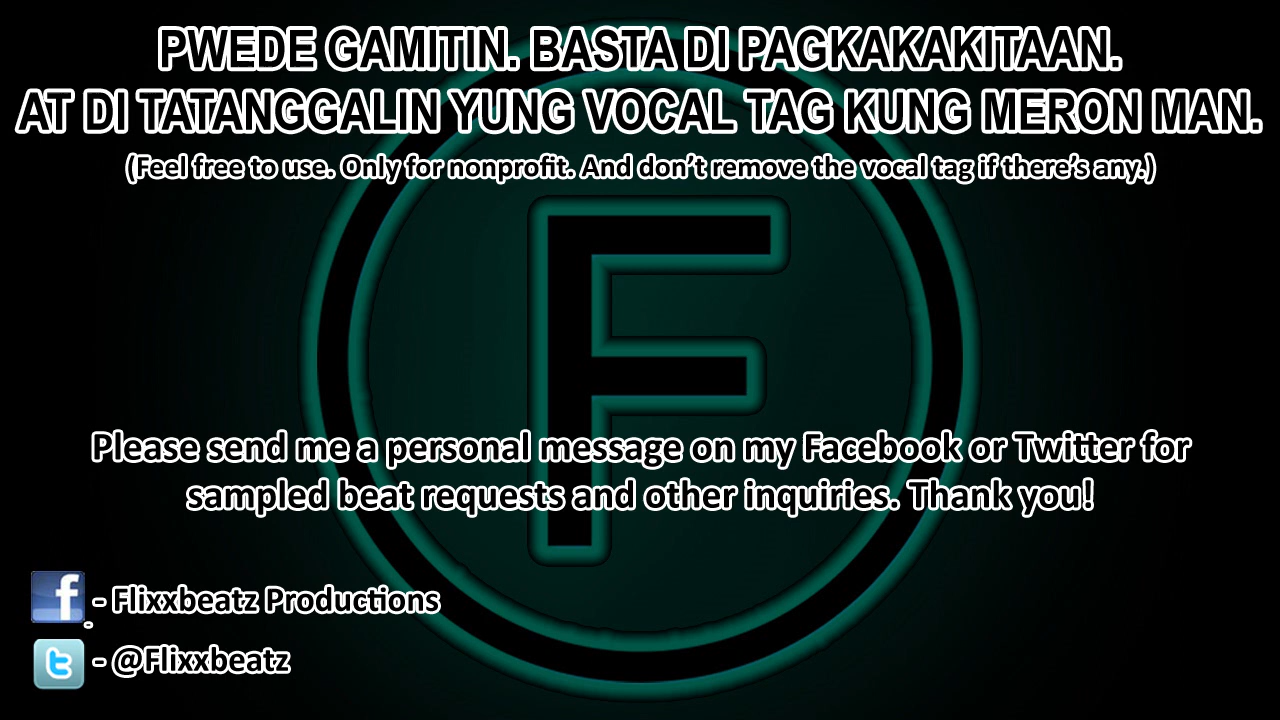 PWEDE GAMITIN. BASTA DI PAGKAKAKITAAN.
AT DI TATANGGALIN YUNG VOCAL TAG KUNG MERON MAN.
(Feel free to use. Only for nonprofit. And don’t remove the vocal tag if there’s any.)
F
Please send me a personal message on my Facebook or Twitter for
sampled beat requests and other inquiries. Thank you!
f - Flixxbeatz Productions
-
t - @Flixxbeatz